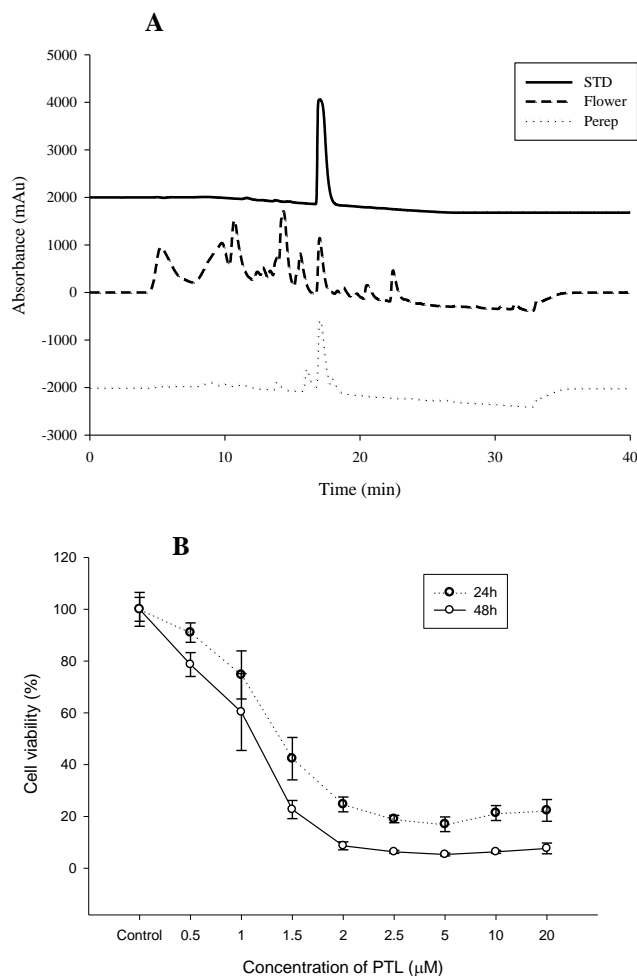 A
5000
4000
3000
2000
1000
0
-1000
-2000
-3000
Absorbance (mAu)
STD
Flower
Perep
0
10
20
30
40
Time (min)
B
120
100
80
60
40
20
0
Cell viability (%)
24h
48h
Control
0.5
1
1.5
2
2.5
5
10
20
Concentration of PTL (μM)